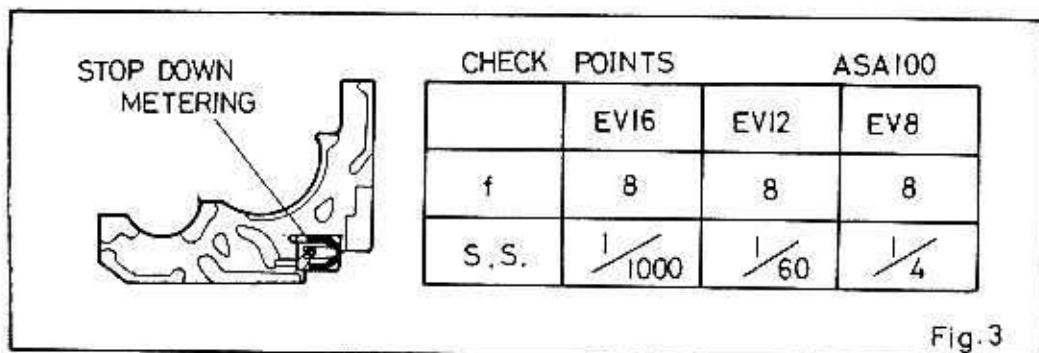 STOP DOWN
METERING
CHECK POINTS ASA100
EV16 EV12 EV8
f 8 8 8
S.S. 1/1000 1/60 1/4
Fig.3